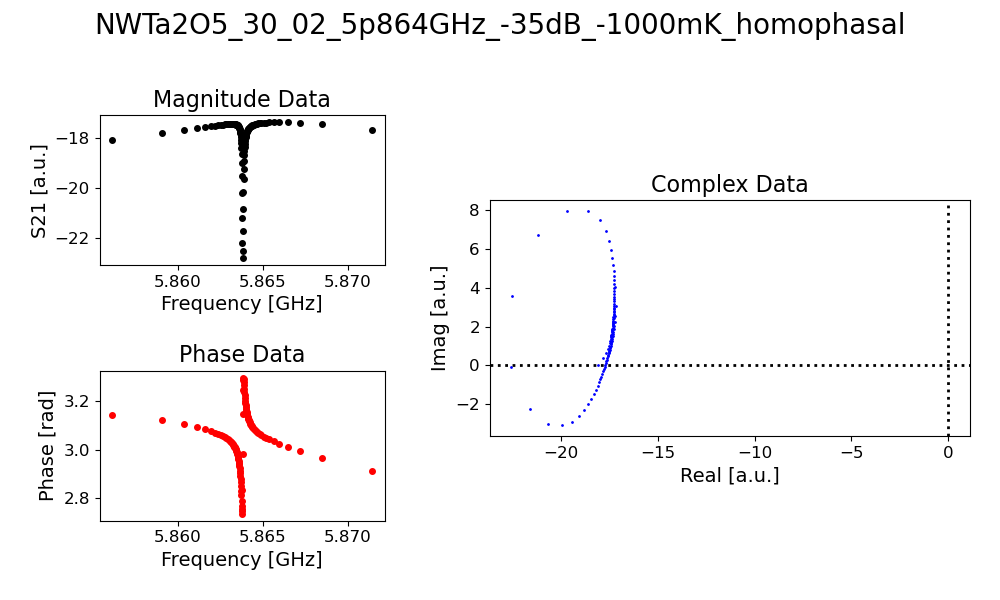 NWTa2O5_30_02_5p864GHz_-35dB_-1000mK_homophasal
Magnitude Data
S21 [a.u.]
−18
−20
−22
5.860 5.865 5.870
Frequency [GHz]
Phase Data
Phase [rad]
3.2
3.0
2.8
5.860 5.865 5.870
Frequency [GHz]
Complex Data
Imag [a.u.]
8
6
4
2
0
−2
−20 −15 −10 −5 0
Real [a.u.]